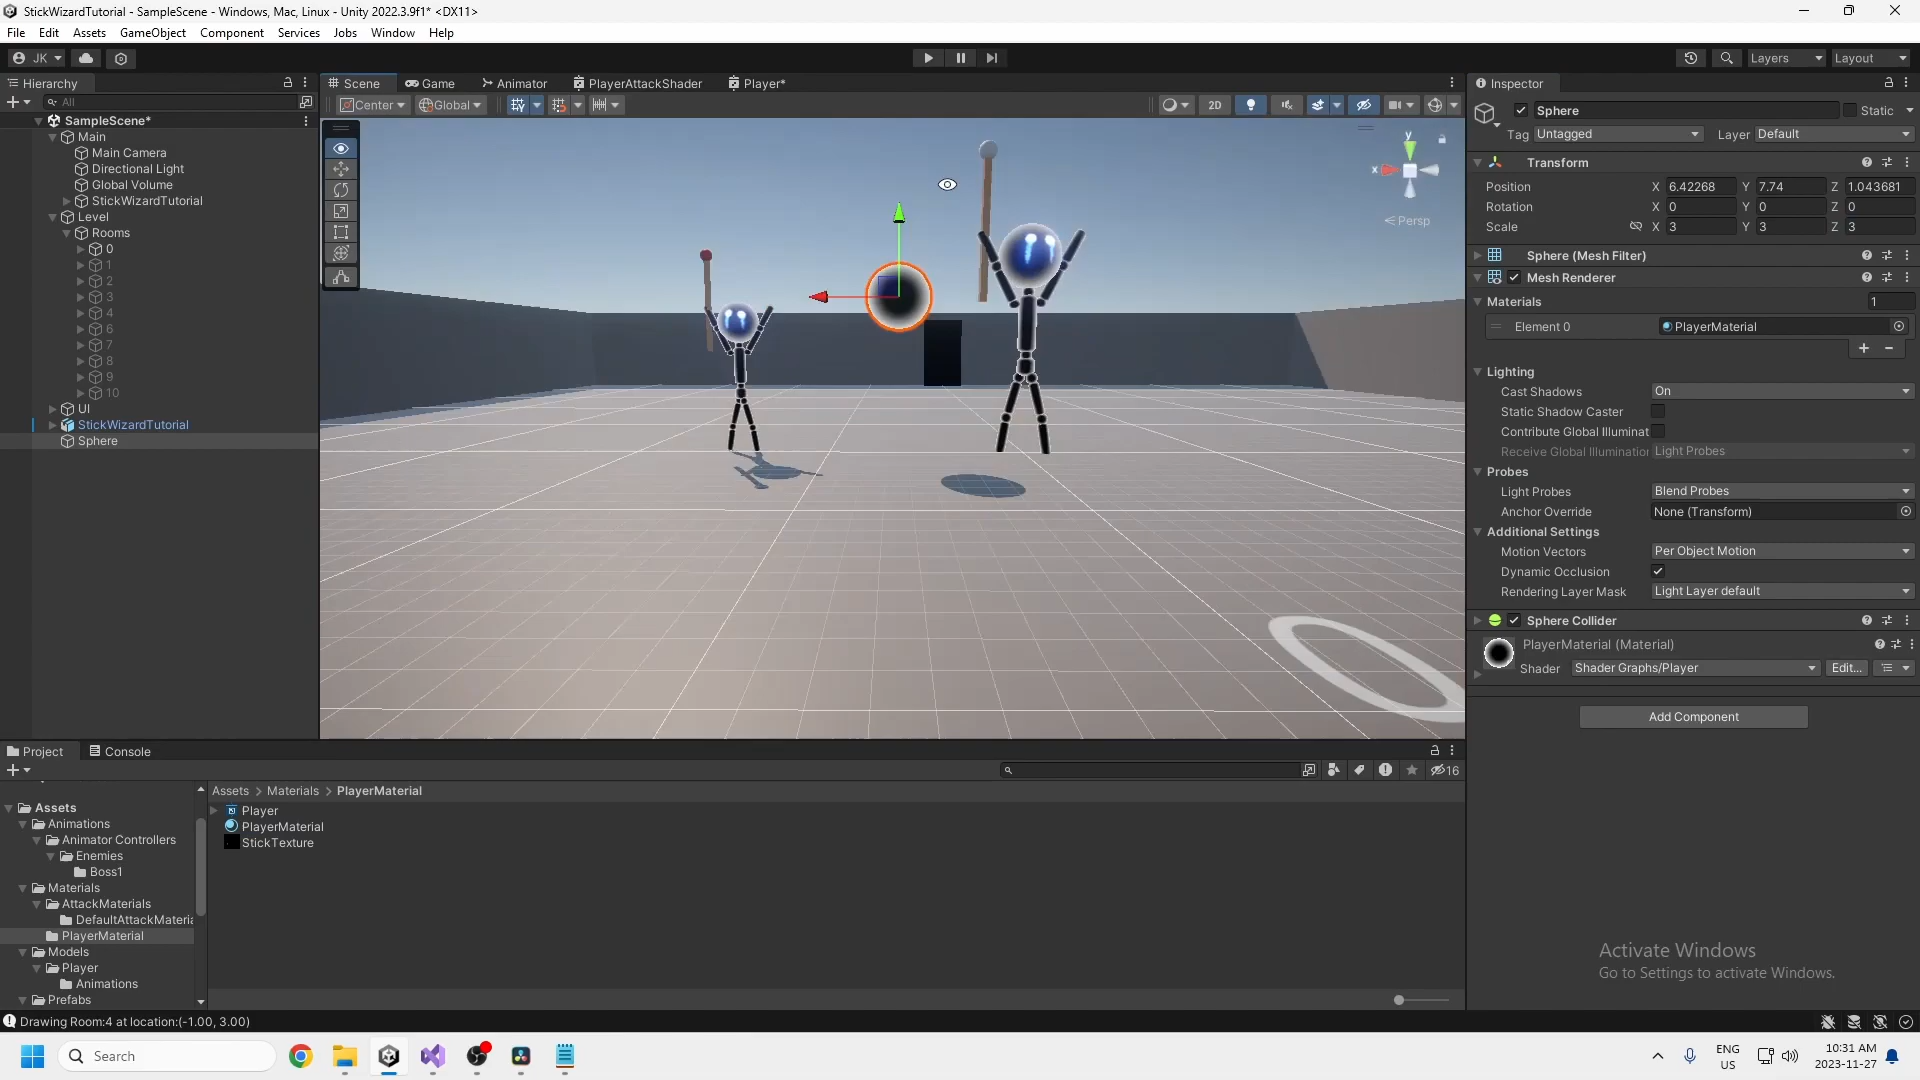 StickWizardTutorial - SampleScene - Windows, Mac, Linux - Unity 2022.3.9f1* <DX11>
File Edit Assets GameObject Component Services Jobs Window Help
JK
Layers Layout
Hierarchy
All
SampleScene*
Main
Main Camera
Directional Light
Global Volume
StickWizardTutorial
Level
Rooms
0
1
2
3
4
6
7
8
9
10
UI
StickWizardTutorial
Sphere
Scene Game Animator PlayerAttackShader Player*
Center Global 2D
y
x
Persp
Inspector
Sphere Static
Tag Untagged Layer Default
Transform
Position X 6.42268 Y 7.74 Z 1.043681
Rotation X 0 Y 0 Z 0
Scale X 3 Y 3 Z 3
Sphere (Mesh Filter)
Mesh Renderer
Materials 1
Element 0 PlayerMaterial
Lighting
Cast Shadows On
Static Shadow Caster
Contribute Global Illuminat
Receive Global Illumination Light Probes
Probes
Light Probes Blend Probes
Anchor Override None (Transform)
Additional Settings
Motion Vectors Per Object Motion
Dynamic Occlusion
Rendering Layer Mask Light Layer default
Sphere Collider
PlayerMaterial (Material)
Shader Shader Graphs/Player Edit...
Add Component
Project Console
16
Assets
Animations
Animator Controllers
Enemies
Boss1
Materials
AttackMaterials
DefaultAttackMateria
PlayerMaterial
Models
Player
Animations
Prefabs
Assets > Materials > PlayerMaterial
Player
PlayerMaterial
StickTexture
Activate Windows
Go to Settings to activate Windows.
Drawing Room:4 at location:(-1.00, 3.00)
Search
ENG
US
10:31 AM
2023-11-27